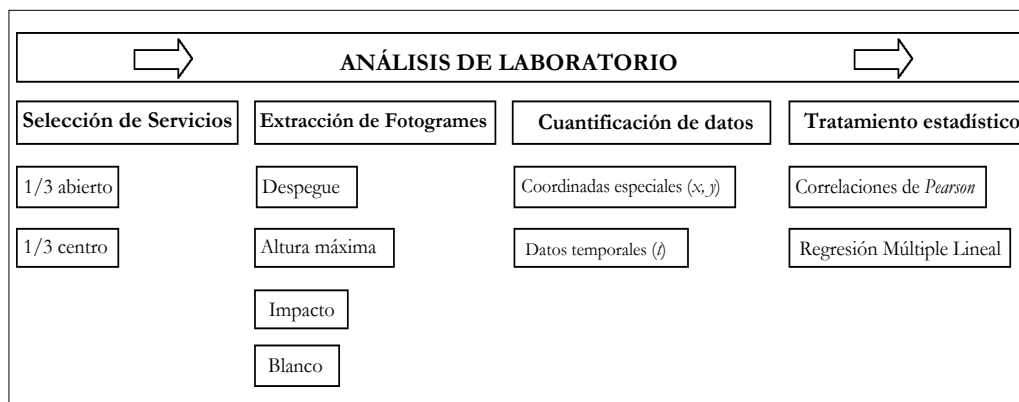 ANÁLISIS DE LABORATORIO
Selección de Servicios
Extracción de Fotogrames
Cuantificación de datos
Tratamiento estadístico
1/3 abierto
Despegue
Coordinadas especiales (x, y)
Correlaciones de Pearson
1/3 centro
Altura máxima
Datos temporales (t)
Regresión Múltiple Lineal
Impacto
Blanco